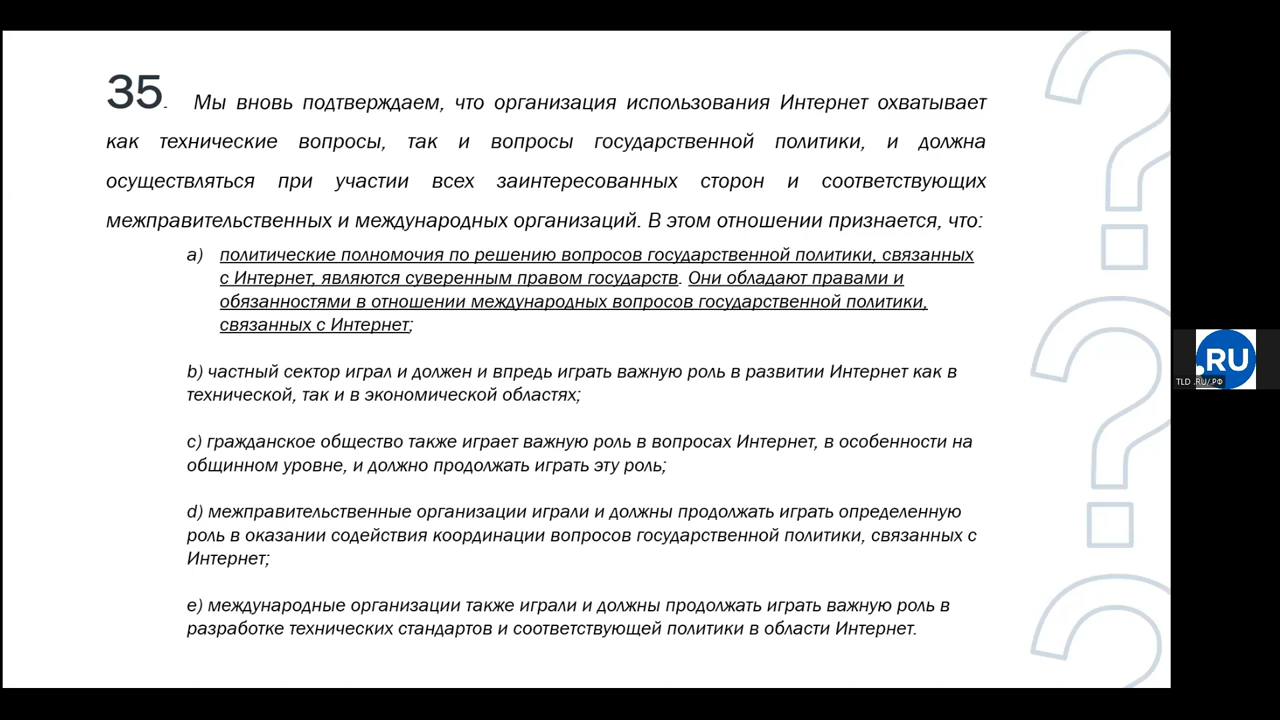 35. Мы вновь подтверждаем, что организация использования Интернет охватывает
как технические вопросы, так и вопросы государственной политики, и должна
осуществляться при участии всех заинтересованных сторон и соответствующих
межправительственных и международных организаций. В этом отношении признается, что:
a) политические полномочия по решению вопросов государственной политики, связанных
с Интернет, являются суверенным правом государств. Они обладают правами и
обязанностями в отношении международных вопросов государственной политики,
связанных с Интернет;
b) частный сектор играл и должен и впредь играть важную роль в развитии Интернет как в
технической, так и в экономической областях;
c) гражданское общество также играет важную роль в вопросах Интернет, в особенности на
общинном уровне, и должно продолжать играть эту роль;
d) межправительственные организации играли и должны продолжать играть определенную
роль в оказании содействия координации вопросов государственной политики, связанных с
Интернет;
e) международные организации также играли и должны продолжать играть важную роль в
разработке технических стандартов и соответствующей политики в области Интернет.
.RU
TLD .RU/.РФ